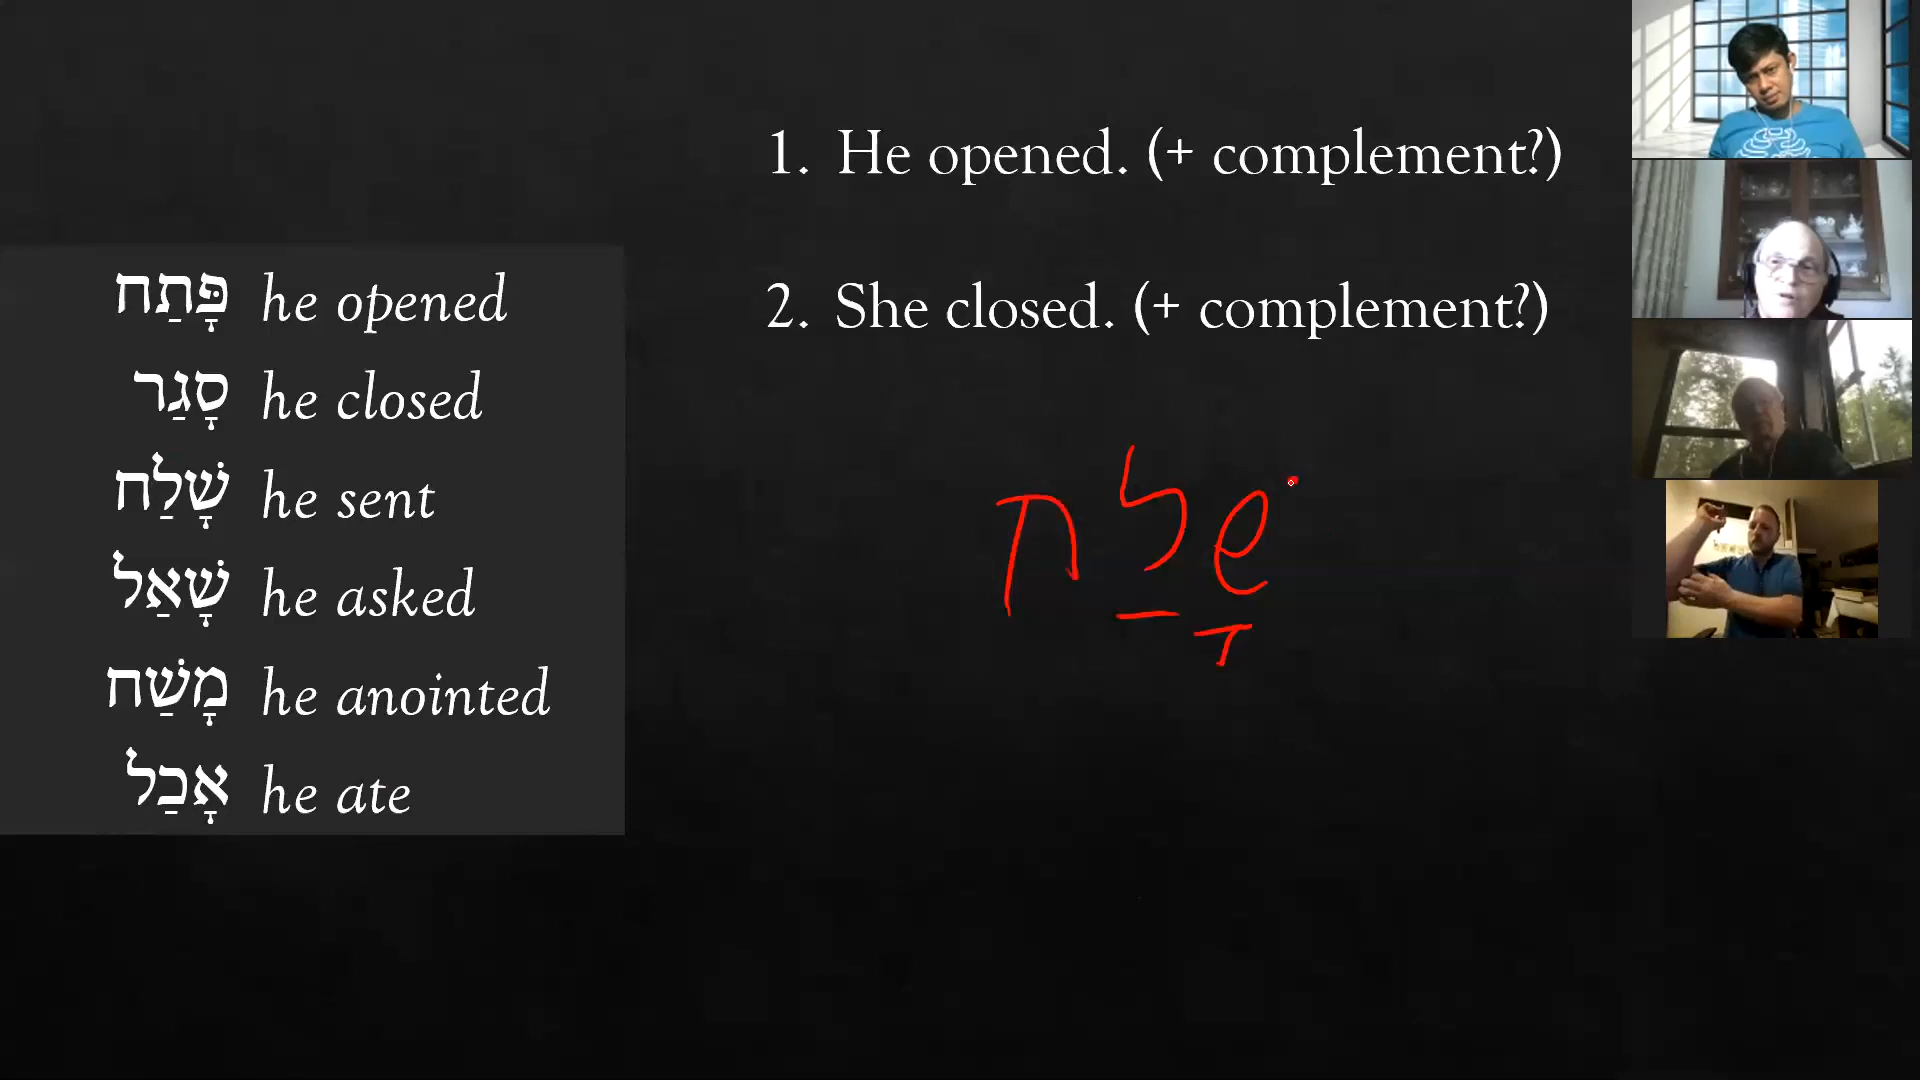 פָּתַח he opened
סָגַר he closed
שָׁלַח he sent
שָׁאַל he asked
מָשַׁח he anointed
אָכַל he ate
1. He opened. (+ complement?)
2. She closed. (+ complement?)
שָׁלַח